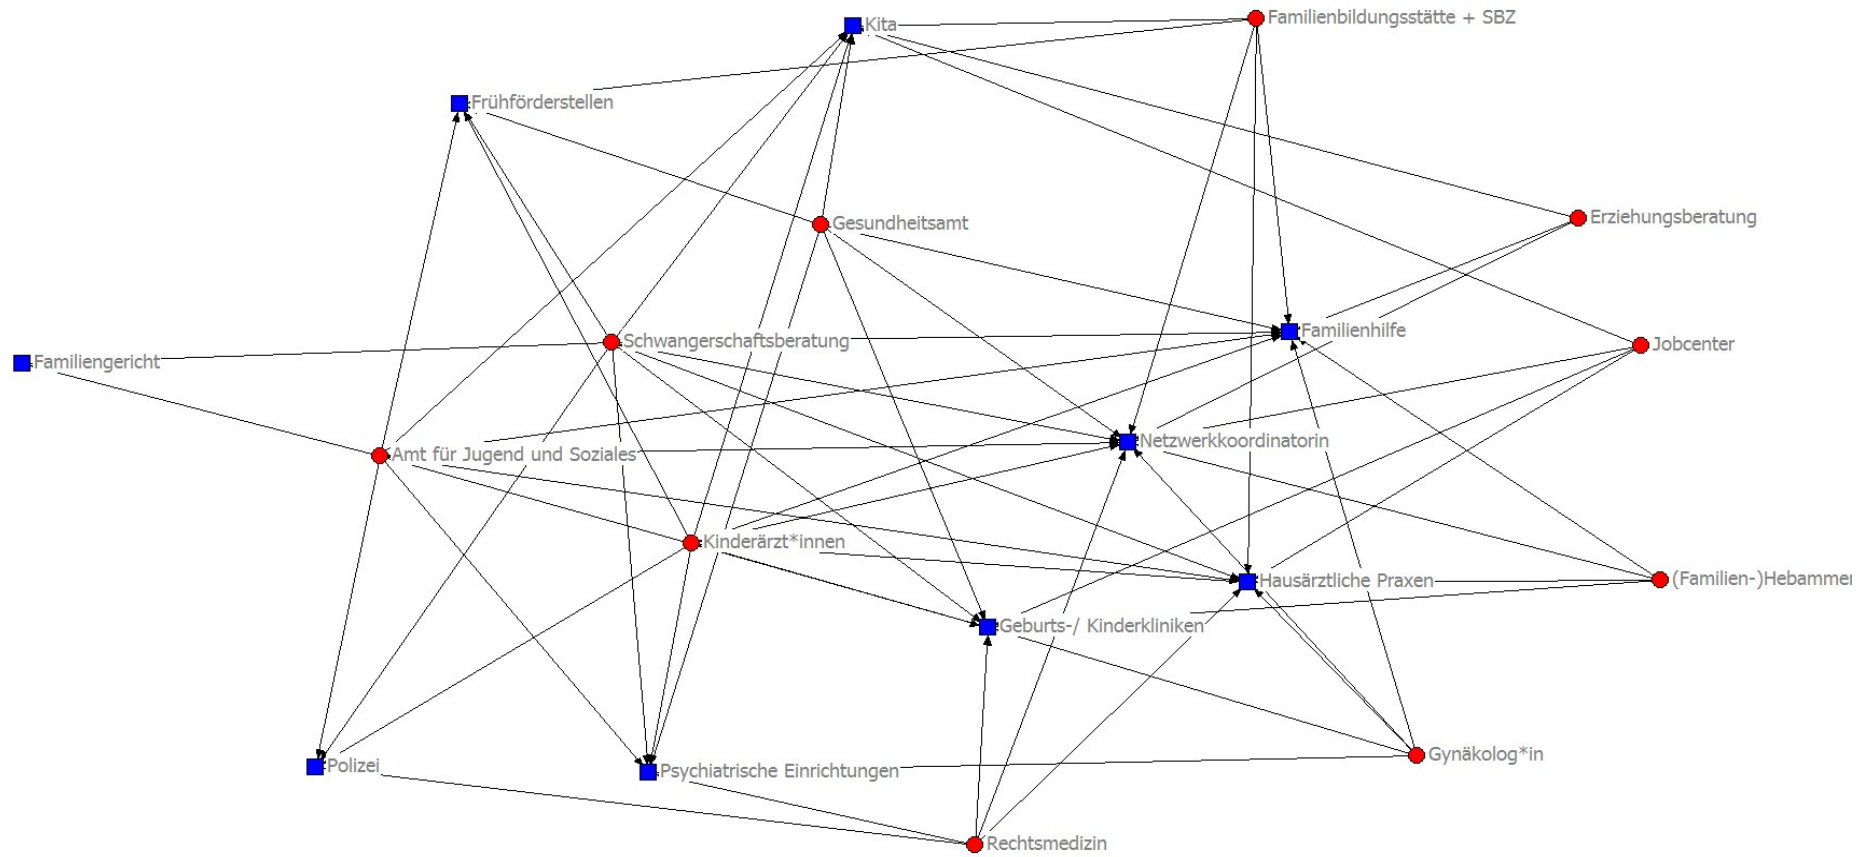 Familienbildungsstätte + SBZ
Kita
Frühförderstellen
Erziehungsberatung
Gesundheitsamt
Familienhilfe
Schwangerschaftsberatung
Jobcenter
Familiengericht
Netzwerkkoordinatorin
Amt für Jugend und Soziales
Kinderärzt*innen
(Familien-)Hebammen
Hausärztliche Praxen
Geburts-/ Kinderkliniken
Gynäkolog*in
Polizei
Psychiatrische Einrichtungen
Rechtsmedizin